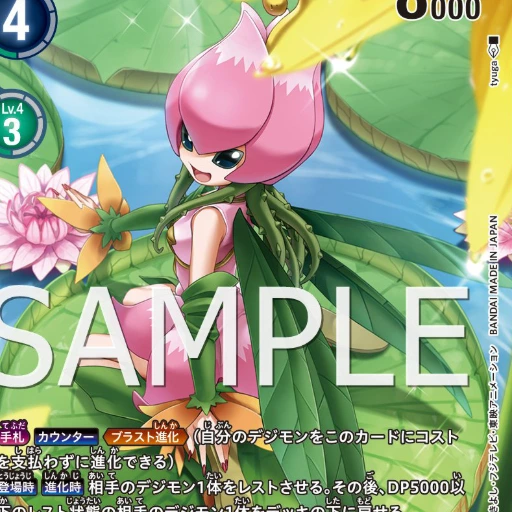 4
8000
Lv.4
3
tyuga
BANDAI MADE IN JAPAN
きよし・フジテレビ・東映アニメーション
SAMPLE
手札 カウンター ブラスト進化 (自分のデジモンをこのカードにコスト
を支払わずに進化できる)
登場時 進化時 相手のデジモン1体をレストさせる。その後、DP5000以
下のレスト状態の相手のデジモン1体をデッキの下に戻せる。